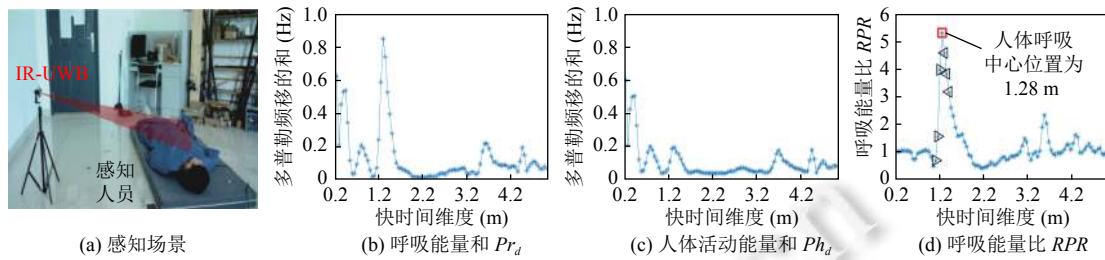 IR-UWB
感知
人员
(a) 感知场景
多普勒频移的和 (Hz)
1.0
0.8
0.6
0.4
0.2
0
0.2 1.2 2.2 3.2 4.2
快时间维度 (m)
(b) 呼吸能量和 Pr_d
多普勒频移的和 (Hz)
1.0
0.8
0.6
0.4
0.2
0
0.2 1.2 2.2 3.2 4.2
快时间维度 (m)
(c) 人体活动能量和 Ph_d
呼吸能量比 RPR
6
5
4
3
2
1
0
人体呼吸
中心位置为
1.28 m
0.2 1.2 2.2 3.2 4.2
快时间维度 (m)
(d) 呼吸能量比 RPR